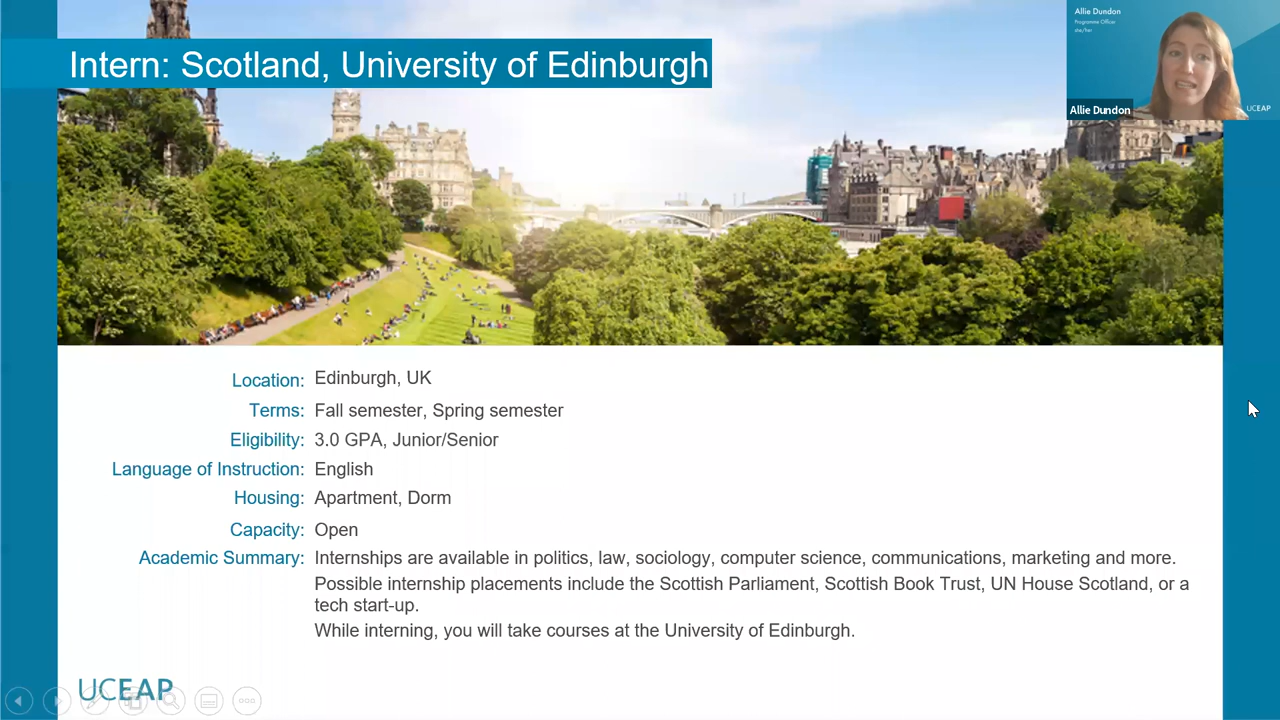 Allie Dundon
Programme Officer
she/her
UCEAP
Allie Dundon
Intern: Scotland, University of Edinburgh
Location: Edinburgh, UK
Terms: Fall semester, Spring semester
Eligibility: 3.0 GPA, Junior/Senior
Language of Instruction: English
Housing: Apartment, Dorm
Capacity: Open
Academic Summary: Internships are available in politics, law, sociology, computer science, communications, marketing and more.
Possible internship placements include the Scottish Parliament, Scottish Book Trust, UN House Scotland, or a
tech start-up.
While interning, you will take courses at the University of Edinburgh.
UCEAP